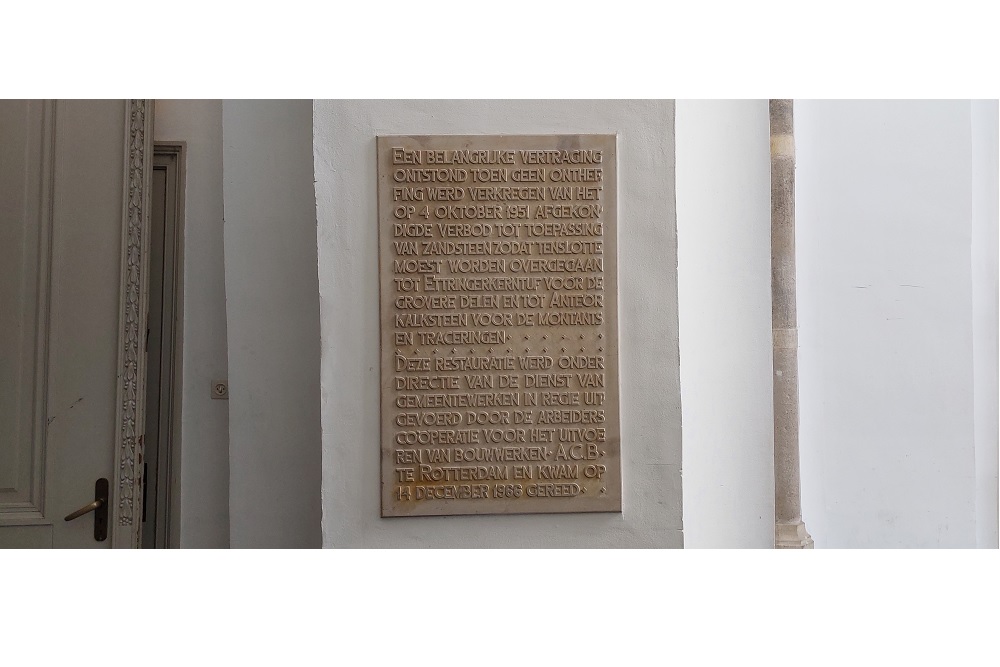 EEN BELANGRIJKE VERTRAGING
ONTSTOND TOEN GEEN ONTHEF
FING WERD VERKREGEN VAN HET
OP 4 OKTOBER 1951 AFGEKON·
DIGDE VERBOD TOT TOEPASSING
VAN ZANDSTEEN ZODAT TENSLOTTE
MOEST WORDEN OVERGEGAAN
TOT ETTRINGERKERNTUF VOOR DE
GROVERE DELEN EN TOT ANTEOR
KALKSTEEN VOOR DE MONTANTS
EN TRACERINGEN·
DEZE RESTAURATIE WERD ONDER
DIRECTIE VAN DE DIENST VAN
GEMEENTEWERKEN IN REGIE UIT
GEVOERD DOOR DE ARBEIDERS
COÖPERATIE VOOR HET UITVOE
REN VAN BOUWWERKEN· A.C.B·
TE ROTTERDAM EN KWAM OP
14 DECEMBER 1966 GEREED·